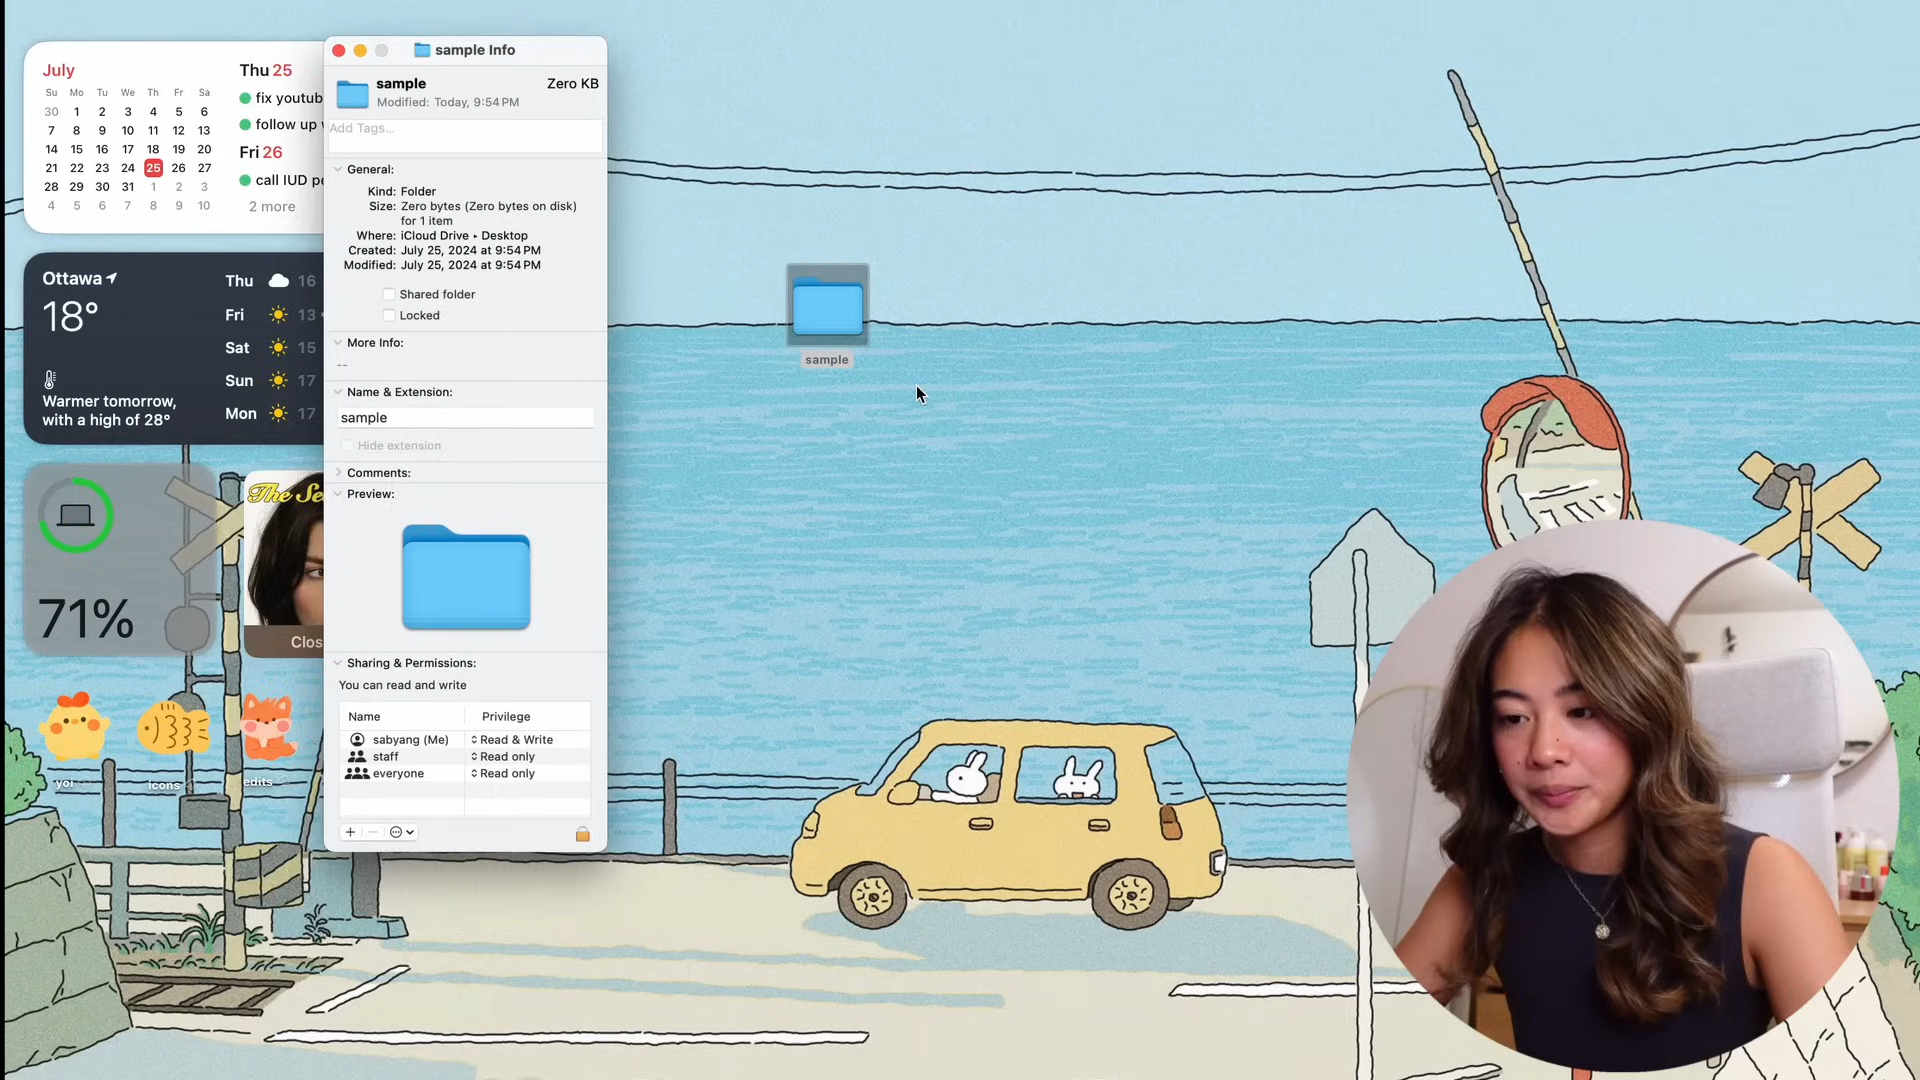 July
Su Mo Tu We Th Fr Sa
30 1 2 3 4 5 6
7 8 9 10 11 12 13
14 15 16 17 18 19 20
21 22 23 24 25 26 27
28 29 30 31 1 2 3
4 5 6 7 8 9 10
Thu 25
fix youtub
follow up
Fri 26
call IUD pe
2 more
Ottawa
18°
Warmer tomorrow,
with a high of 28°
Thu 16
Fri 13
Sat 15
Sun 17
Mon 17
71%
The Se
Clos
yol
Icons
edits
sample Info
sample Zero KB
Modified: Today, 9:54 PM
Add Tags...
General:
Kind: Folder
Size: Zero bytes (Zero bytes on disk)
for 1 item
Where: iCloud Drive ▸ Desktop
Created: July 25, 2024 at 9:54 PM
Modified: July 25, 2024 at 9:54 PM
Shared folder
Locked
More Info:
--
Name & Extension:
sample
Hide extension
Comments:
Preview:
Sharing & Permissions:
You can read and write
Name Privilege
sabyang (Me) Read & Write
staff Read only
everyone Read only
sample